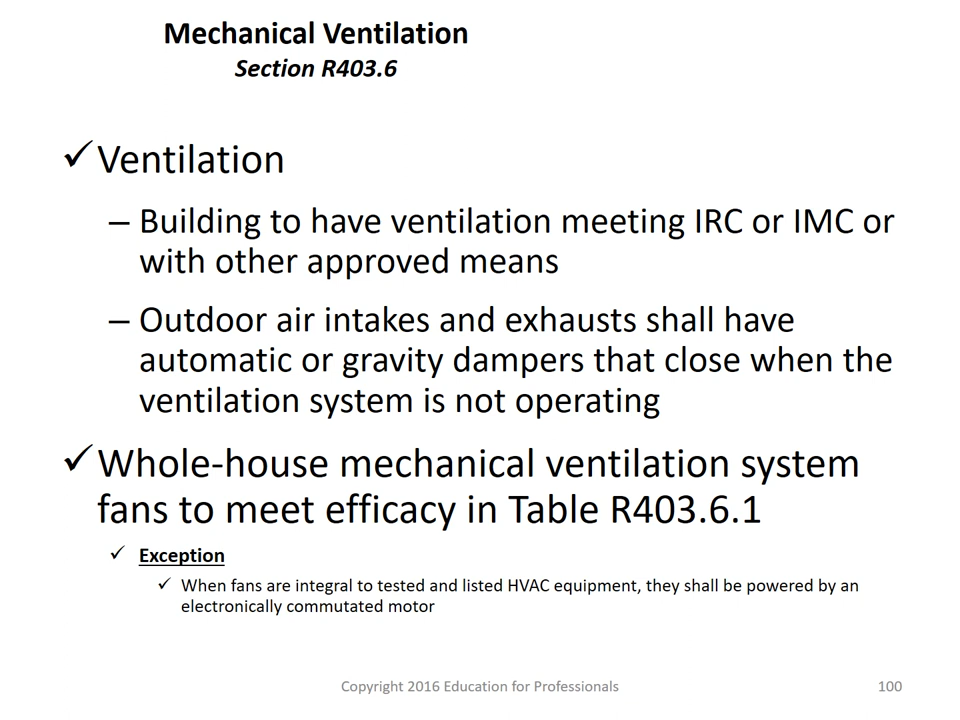 Mechanical Ventilation
Section R403.6
✓ Ventilation
– Building to have ventilation meeting IRC or IMC or
with other approved means
– Outdoor air intakes and exhausts shall have
automatic or gravity dampers that close when the
ventilation system is not operating
✓ Whole-house mechanical ventilation system
fans to meet efficacy in Table R403.6.1
✓ Exception
✓ When fans are integral to tested and listed HVAC equipment, they shall be powered by an
electronically commutated motor
Copyright 2016 Education for Professionals
100